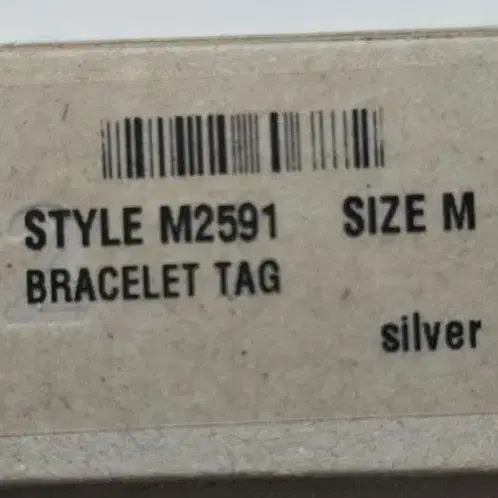 STYLE M2591 SIZE M
BRACELET TAG
silver